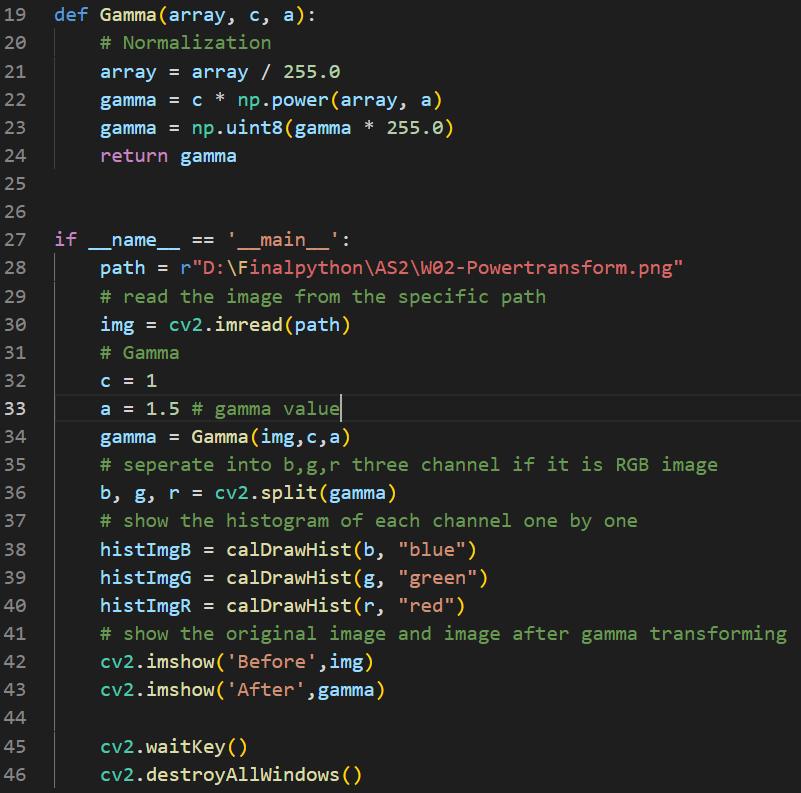 19 def Gamma(array, c, a):
20     # Normalization
21     array = array / 255.0
22     gamma = c * np.power(array, a)
23     gamma = np.uint8(gamma * 255.0)
24     return gamma
25
26
27 if __name__ == '__main__':
28     path = r"D:\Finalpython\AS2\W02-Powertransform.png"
29     # read the image from the specific path
30     img = cv2.imread(path)
31     # Gamma
32     c = 1
33     a = 1.5 # gamma value
34     gamma = Gamma(img,c,a)
35     # seperate into b,g,r three channel if it is RGB image
36     b, g, r = cv2.split(gamma)
37     # show the histogram of each channel one by one
38     histImgB = calDrawHist(b, "blue")
39     histImgG = calDrawHist(g, "green")
40     histImgR = calDrawHist(r, "red")
41     # show the original image and image after gamma transforming
42     cv2.imshow('Before',img)
43     cv2.imshow('After',gamma)
44
45     cv2.waitKey()
46     cv2.destroyAllWindows()